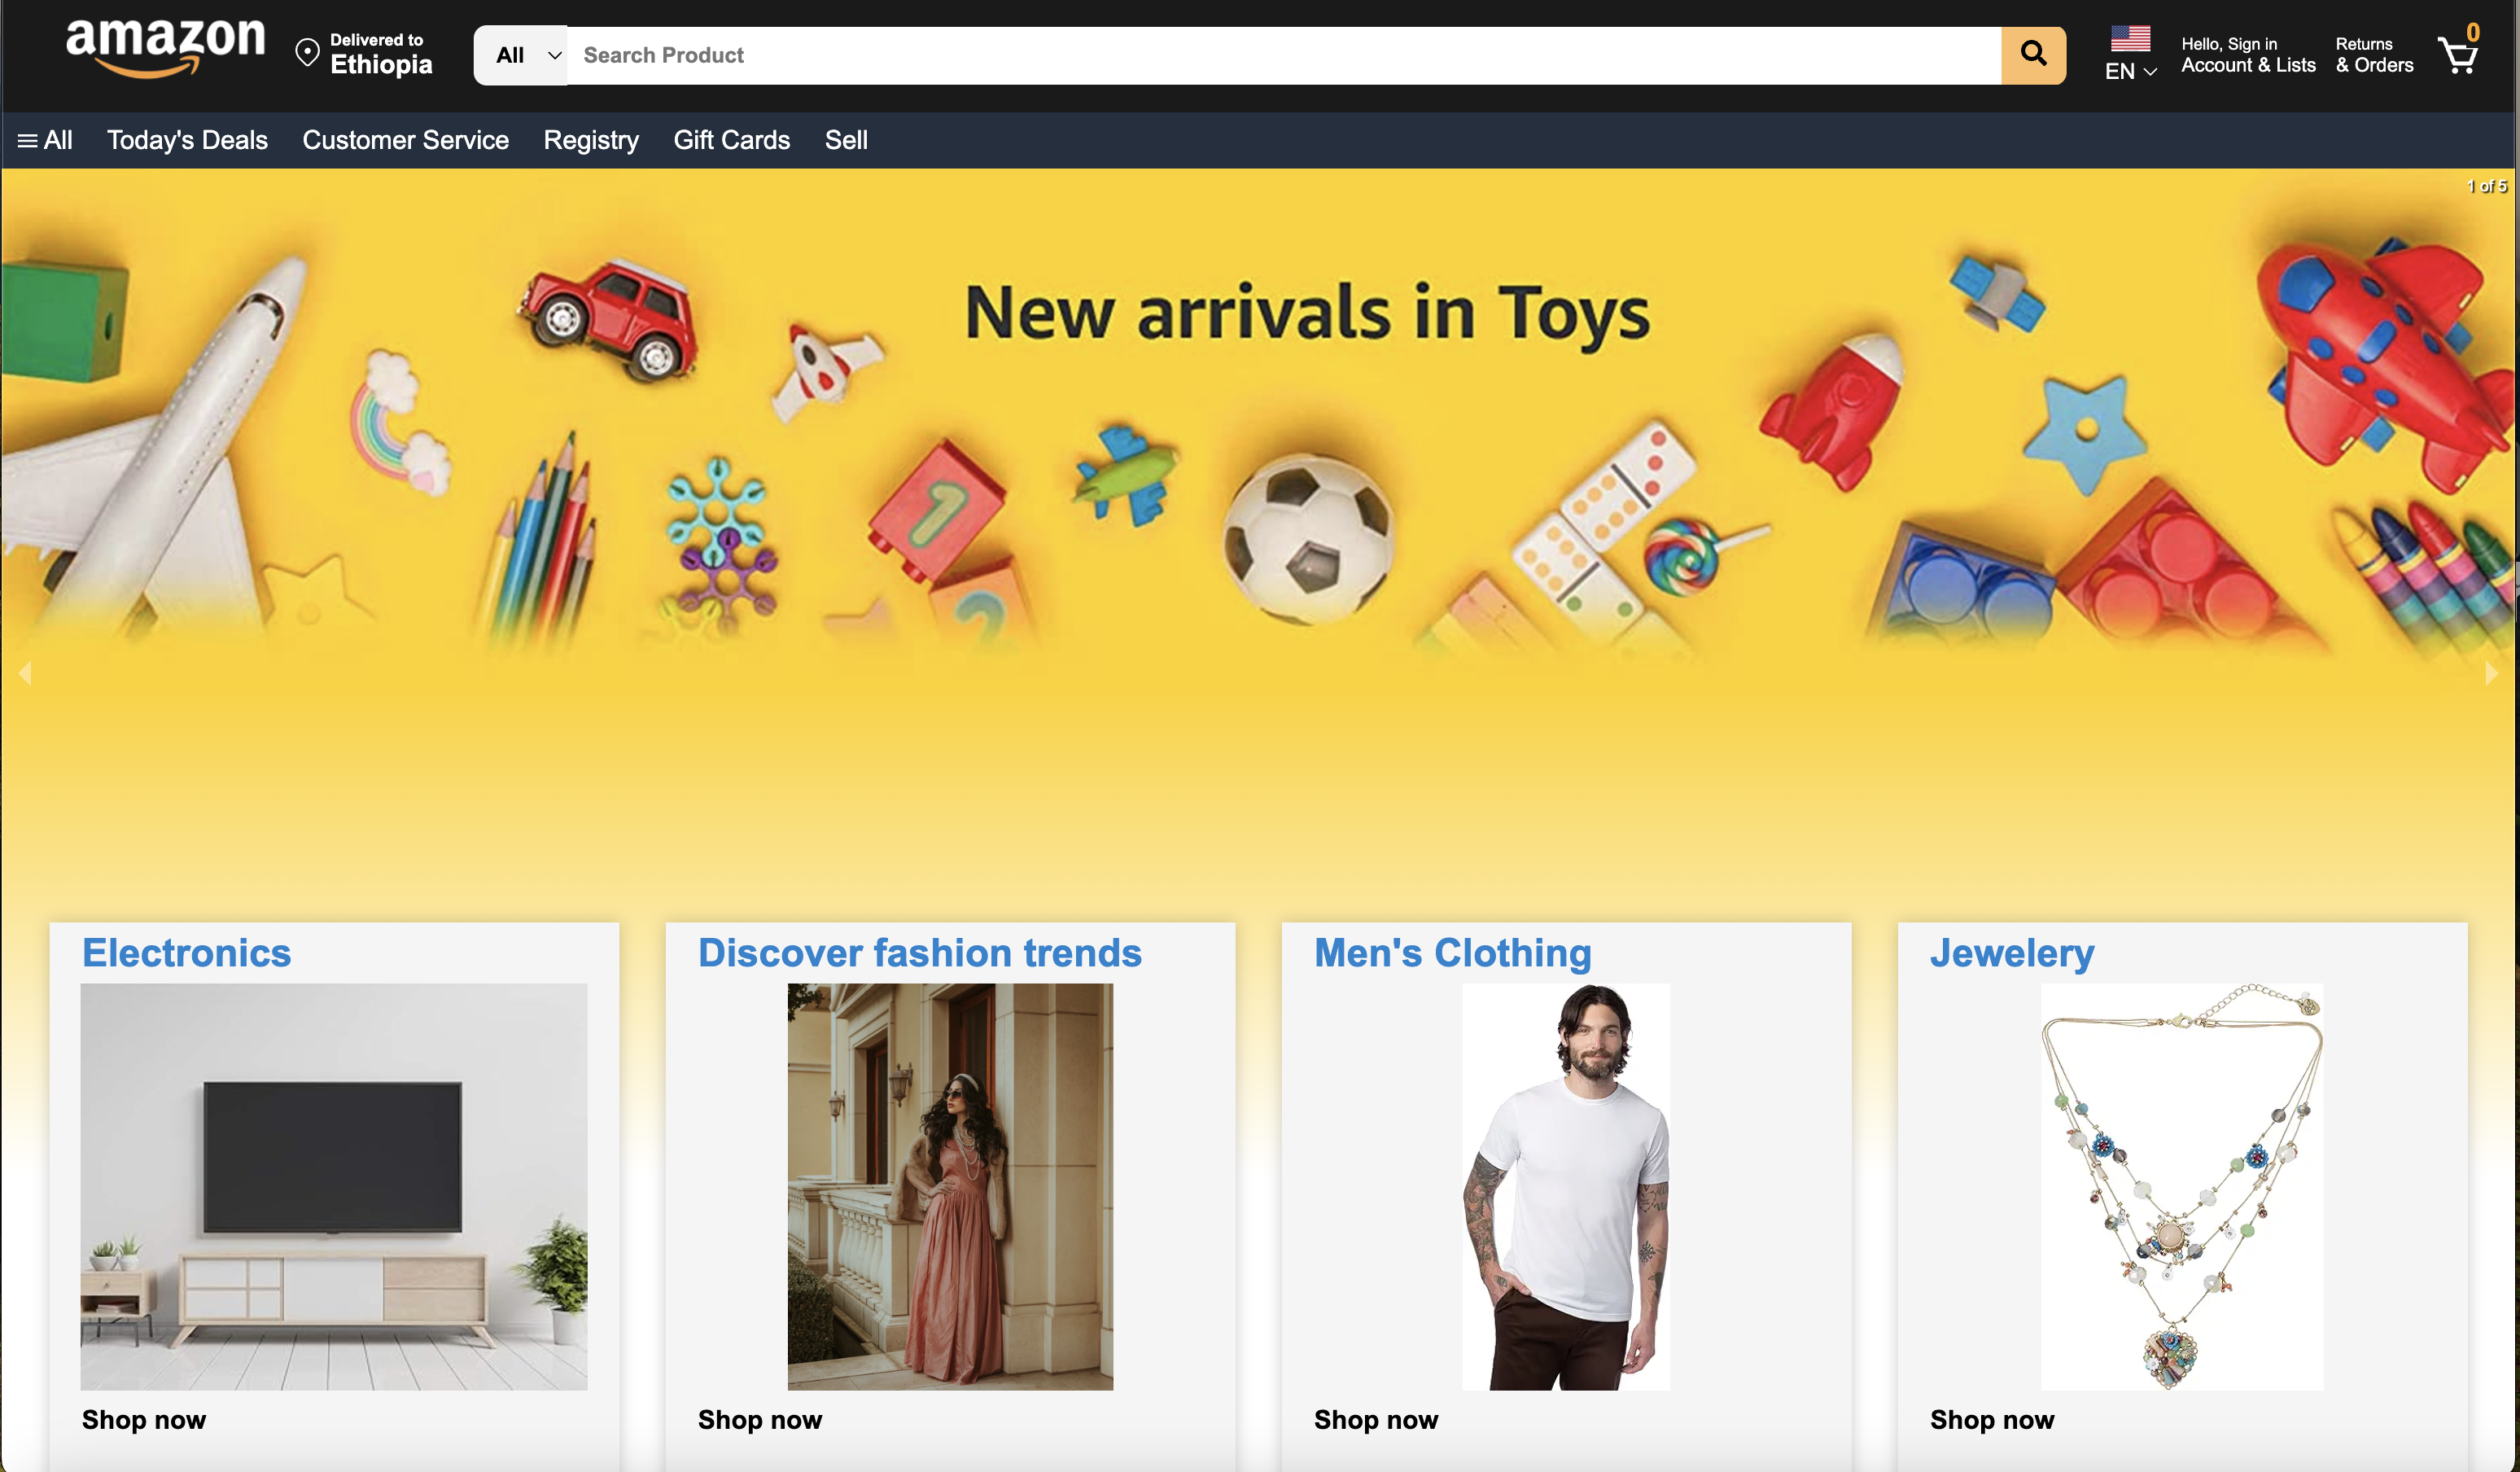 amazon
Delivered to
Ethiopia
All
Search Product
EN
Hello, Sign in
Account & Lists
Returns
& Orders
0
All
Today's Deals
Customer Service
Registry
Gift Cards
Sell
1 of 5
New arrivals in Toys
1
2
Electronics
Discover fashion trends
Men's Clothing
Jewelery
Shop now
Shop now
Shop now
Shop now